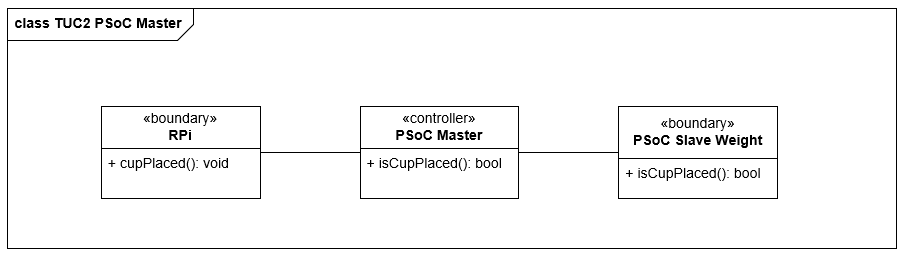 class TUC2 PSoC Master
«boundary»
RPi
+ cupPlaced(): void
«controller»
PSoC Master
+ isCupPlaced(): bool
«boundary»
PSoC Slave Weight
+ isCupPlaced(): bool